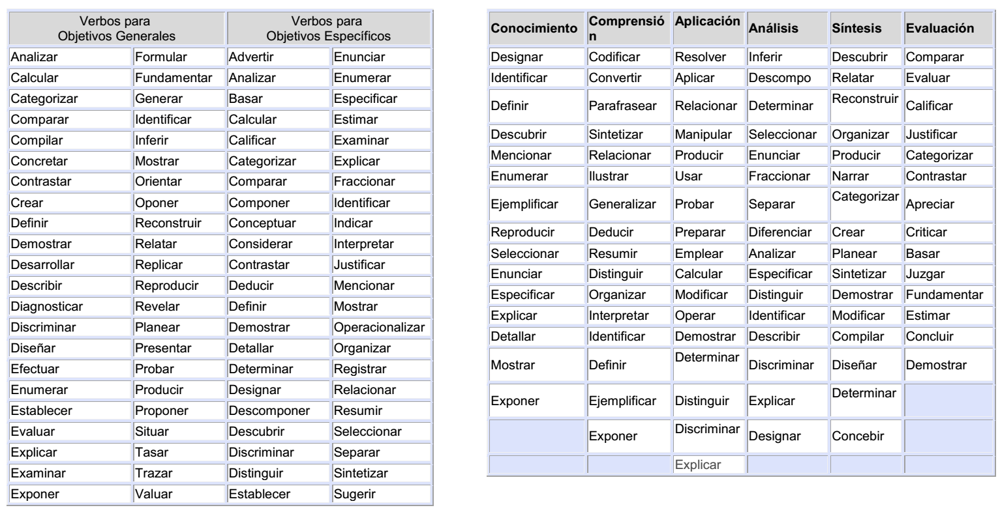 Verbos para
Objetivos Generales
Verbos para
Objetivos Específicos
Analizar Formular Advertir Enunciar
Calcular Fundamentar Analizar Enumerar
Categorizar Generar Basar Especificar
Comparar Identificar Calcular Estimar
Compilar Inferir Calificar Examinar
Concretar Mostrar Categorizar Explicar
Contrastar Orientar Comparar Fraccionar
Crear Oponer Componer Identificar
Definir Reconstruir Conceptuar Indicar
Demostrar Relatar Considerar Interpretar
Desarrollar Replicar Contrastar Justificar
Describir Reproducir Deducir Mencionar
Diagnosticar Revelar Definir Mostrar
Discriminar Planear Demostrar Operacionalizar
Diseñar Presentar Detallar Organizar
Efectuar Probar Determinar Registrar
Enumerar Producir Designar Relacionar
Establecer Proponer Descomponer Resumir
Evaluar Situar Descubrir Seleccionar
Explicar Tasar Discriminar Separar
Examinar Trazar Distinguir Sintetizar
Exponer Valuar Establecer Sugerir
Conocimiento Comprensió Aplicación Análisis Síntesis Evaluación
n
Designar Codificar Resolver Inferir Descubrir Comparar
Identificar Convertir Aplicar Descompo Relatar Evaluar
Definir Parafrasear Relacionar Determinar Reconstruir Calificar
Descubrir Sintetizar Manipular Seleccionar Organizar Justificar
Mencionar Relacionar Producir Enunciar Producir Categorizar
Enumerar Ilustrar Usar Fraccionar Narrar Contrastar
Ejemplificar Generalizar Probar Separar Categorizar Apreciar
Reproducir Deducir Preparar Diferenciar Crear Criticar
Seleccionar Resumir Emplear Analizar Planear Basar
Enunciar Distinguir Calcular Especificar Sintetizar Juzgar
Especificar Organizar Modificar Distinguir Demostrar Fundamentar
Explicar Interpretar Operar Identificar Modificar Estimar
Detallar Identificar Demostrar Describir Compilar Concluir
Mostrar Definir Determinar Discriminar Diseñar Demostrar
Exponer Ejemplificar Distinguir Explicar Determinar
Exponer Discriminar Designar Concebir
Explicar